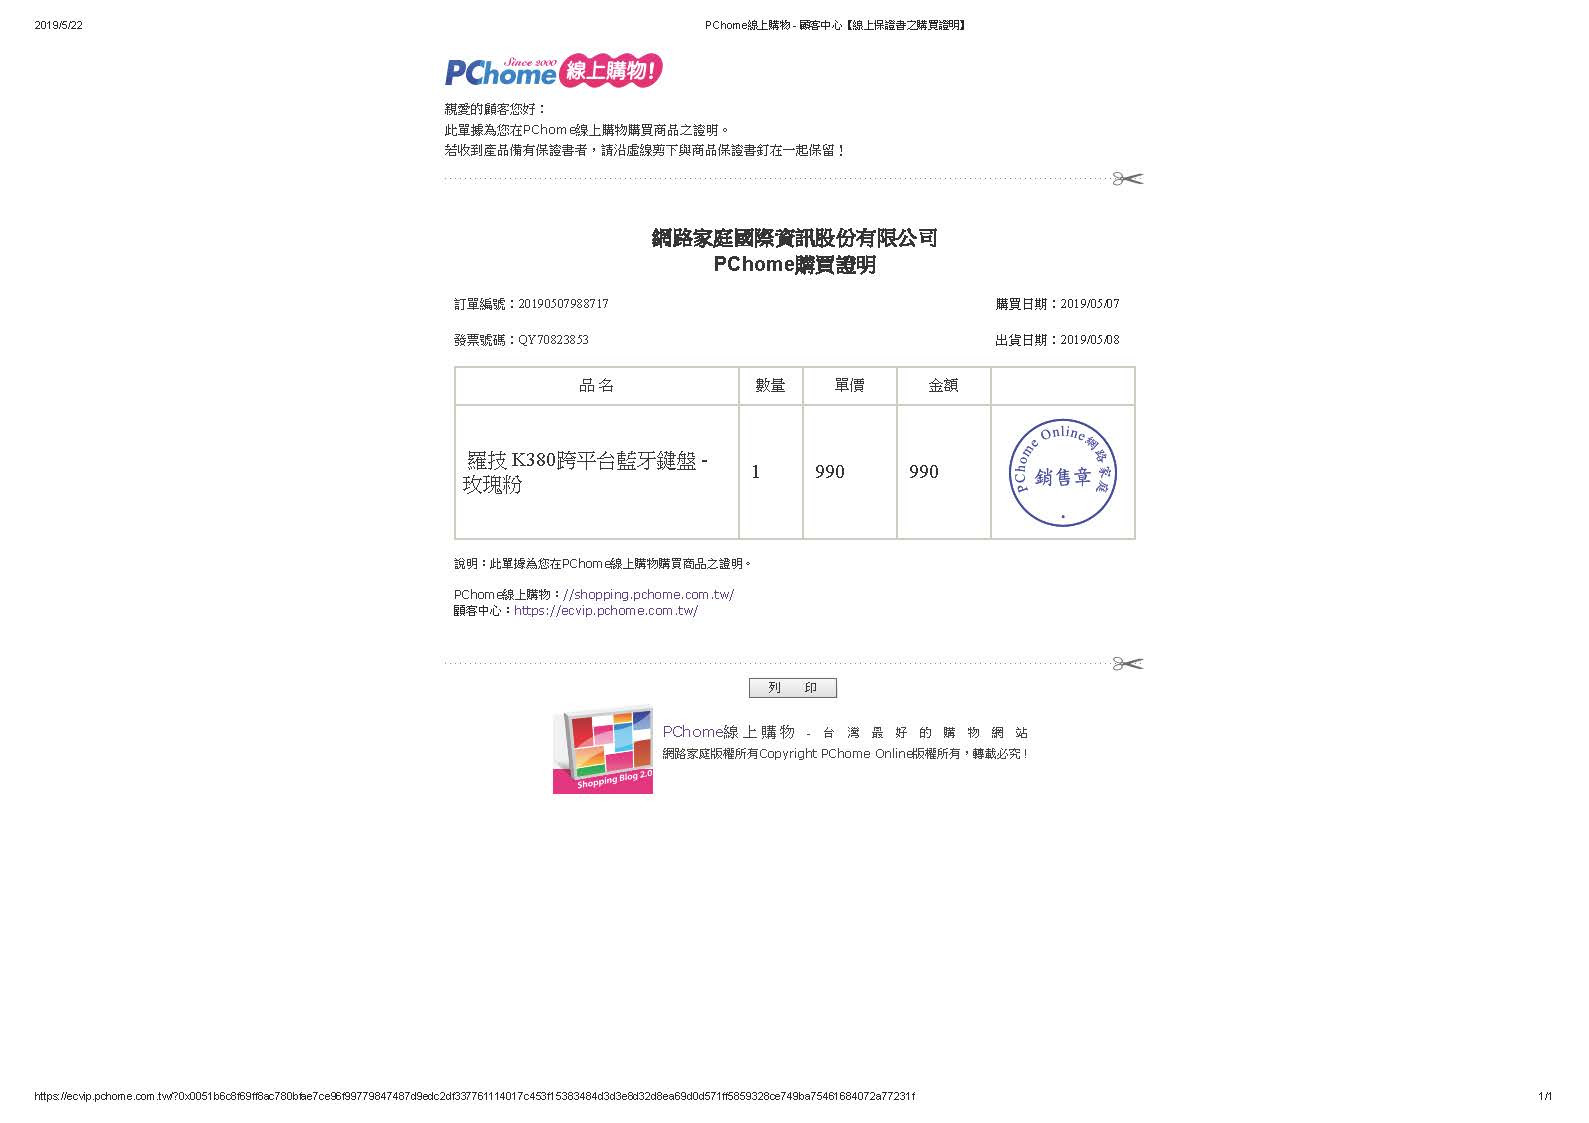 2019/5/22
PChome線上購物 - 顧客中心【線上保證書之購買證明】
Since 2000
PChome線上購物!
親愛的顧客您好：
此單據為您在PChome線上購物購買商品之證明。
若收到產品備有保證書者，請沿虛線剪下與商品保證書釘在一起保留！
網路家庭國際資訊股份有限公司
PChome購買證明
訂單編號：20190507988717
購買日期：2019/05/07
發票號碼：QY70823853
出貨日期：2019/05/08
品 名 數量 單價 金額
羅技 K380跨平台藍牙鍵盤 -
玫瑰粉
1 990 990
PChome Online網路家庭
銷售章
說明：此單據為您在PChome線上購物購買商品之證明。
PChome線上購物：//shopping.pchome.com.tw/
顧客中心：https://ecvip.pchome.com.tw/
列 印
Shopping Blog 2.0
PChome線上購物 - 台灣最好的購物網站
網路家庭版權所有Copyright PChome Online版權所有，轉載必究!
https://ecvip.pchome.com.tw/?0x0051b6c8f69ff8ac780bfae7ce96f99779847487d9edc2df337761114017c453f15383484d3d3e8d32d8ea69d0d571ff5859328ce749ba75461684072a77231f
1/1